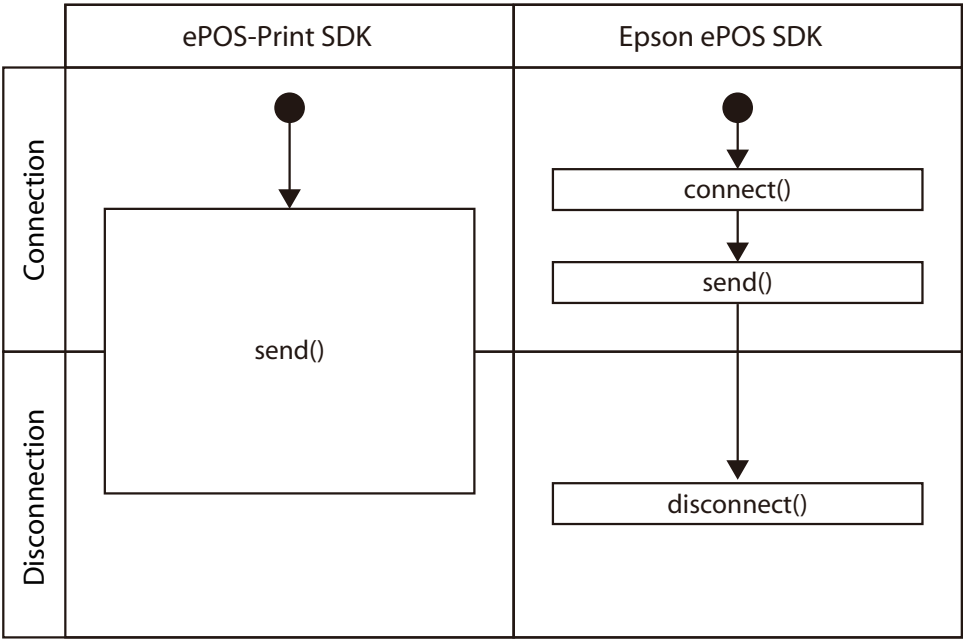 ePOS-Print SDK
Epson ePOS SDK
Connection
connect()
send()
send()
Disconnection
disconnect()